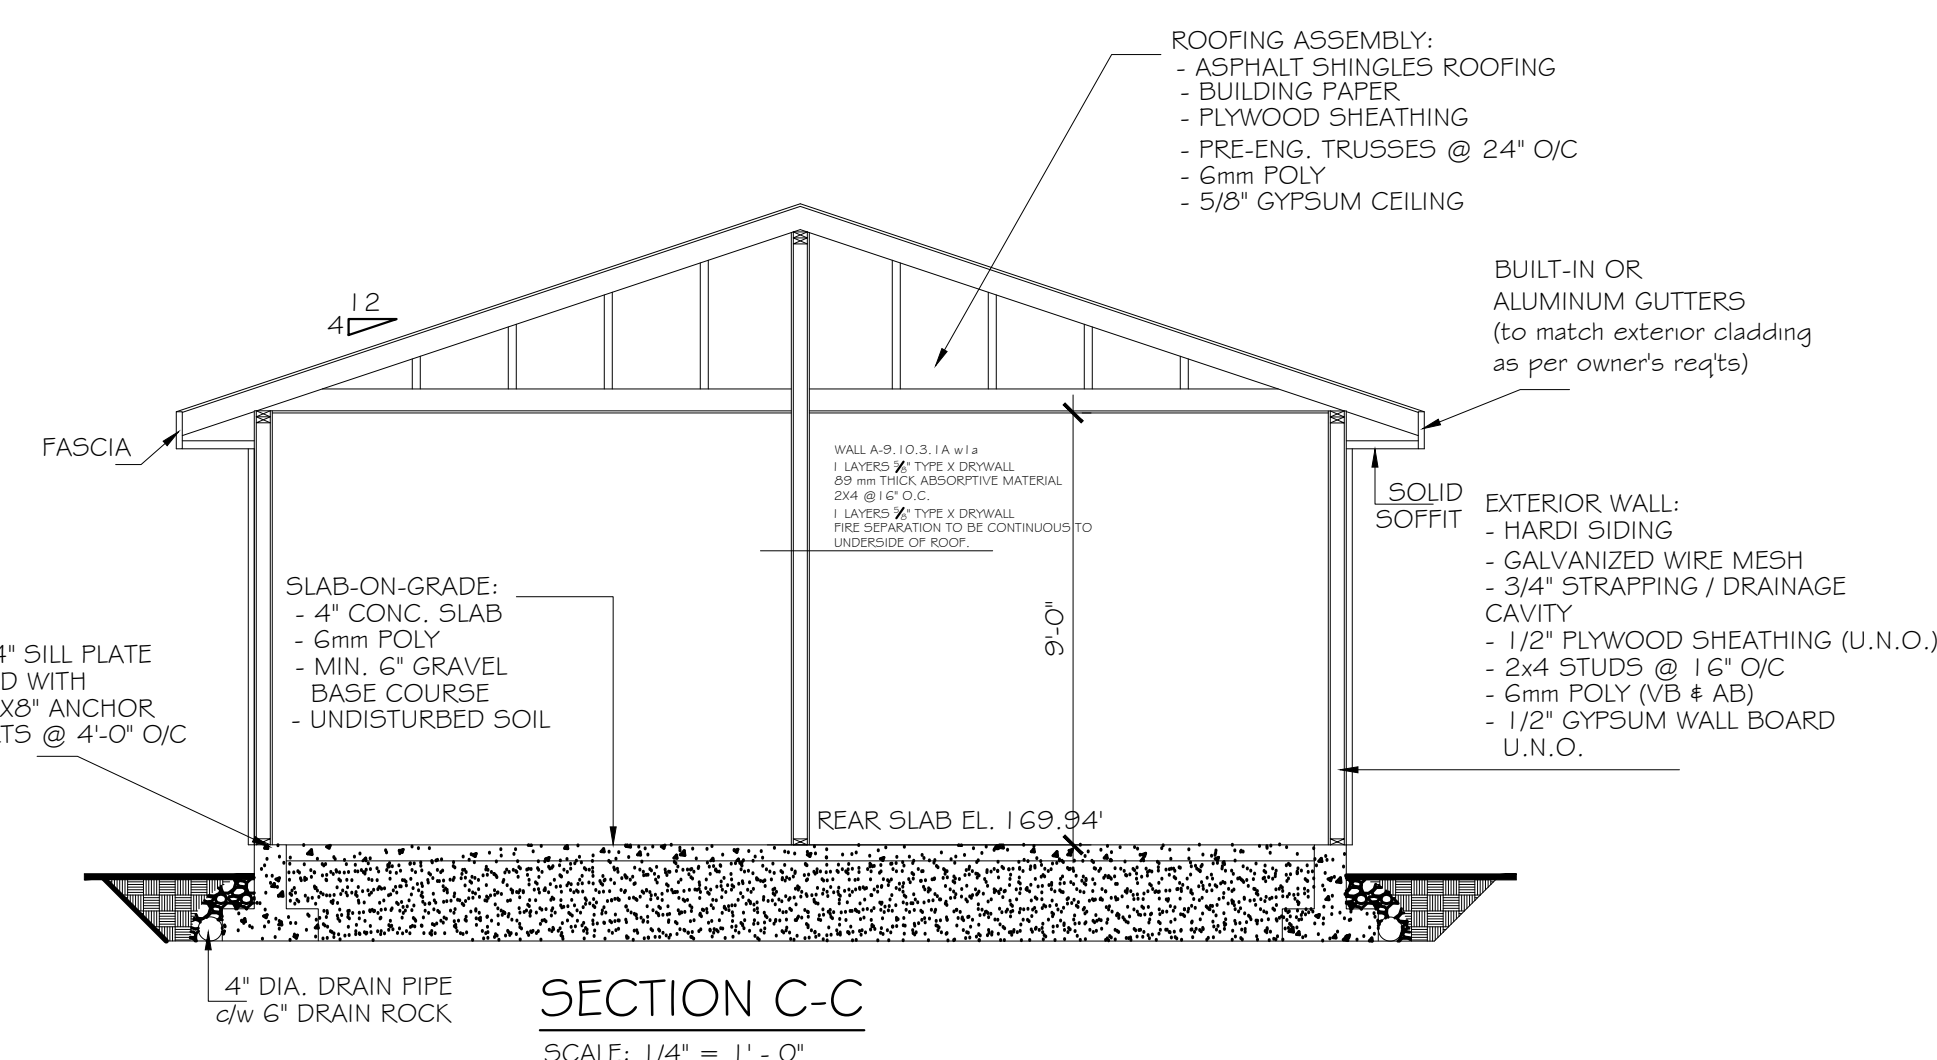 ROOFING ASSEMBLY:
- ASPHALT SHINGLES ROOFING
- BUILDING PAPER
- PLYWOOD SHEATHING
- PRE-ENG. TRUSSES @ 24" O/C
- 6mm POLY
- 5/8" GYPSUM CEILING
BUILT-IN OR
ALUMINUM GUTTERS
(to match exterior cladding
as per owner's req'ts)
12
4
FASCIA
WALL A-9.10.3.1A w1a
1 LAYERS 5/8" TYPE X DRYWALL
89 mm THICK ABSORPTIVE MATERIAL
2X4 @16" O.C.
1 LAYERS 5/8" TYPE X DRYWALL
FIRE SEPARATION TO BE CONTINUOUS TO
UNDERSIDE OF ROOF.
SOLID
SOFFIT
EXTERIOR WALL:
- HARDI SIDING
- GALVANIZED WIRE MESH
- 3/4" STRAPPING / DRAINAGE
CAVITY
- 1/2" PLYWOOD SHEATHING (U.N.O.)
- 2x4 STUDS @ 16" O/C
- 6mm POLY (VB & AB)
- 1/2" GYPSUM WALL BOARD
U.N.O.
SLAB-ON-GRADE:
- 4" CONC. SLAB
- 6mm POLY
- MIN. 6" GRAVEL
BASE COURSE
- UNDISTURBED SOIL
9'-0"
4" SILL PLATE
D WITH
X8" ANCHOR
TS @ 4'-0" O/C
REAR SLAB EL. 169.94'
4" DIA. DRAIN PIPE
c/w 6" DRAIN ROCK
SECTION C-C
SCALE: 1/4" = 1' - 0"